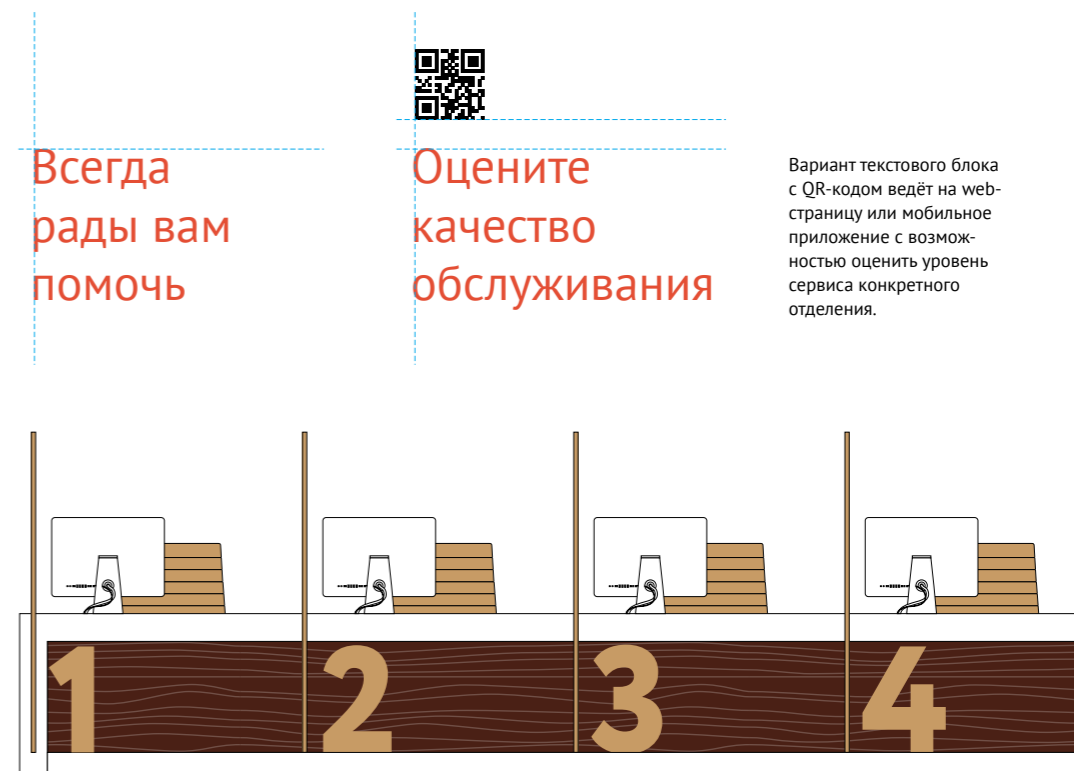 Всегда
рады вам
помочь
Оцените
качество
обслуживания
Вариант текстового блока
с QR-кодом ведёт на web-
страницу или мобильное
приложение с возмож-
ностью оценить уровень
сервиса конкретного
отделения.
1
2
3
4